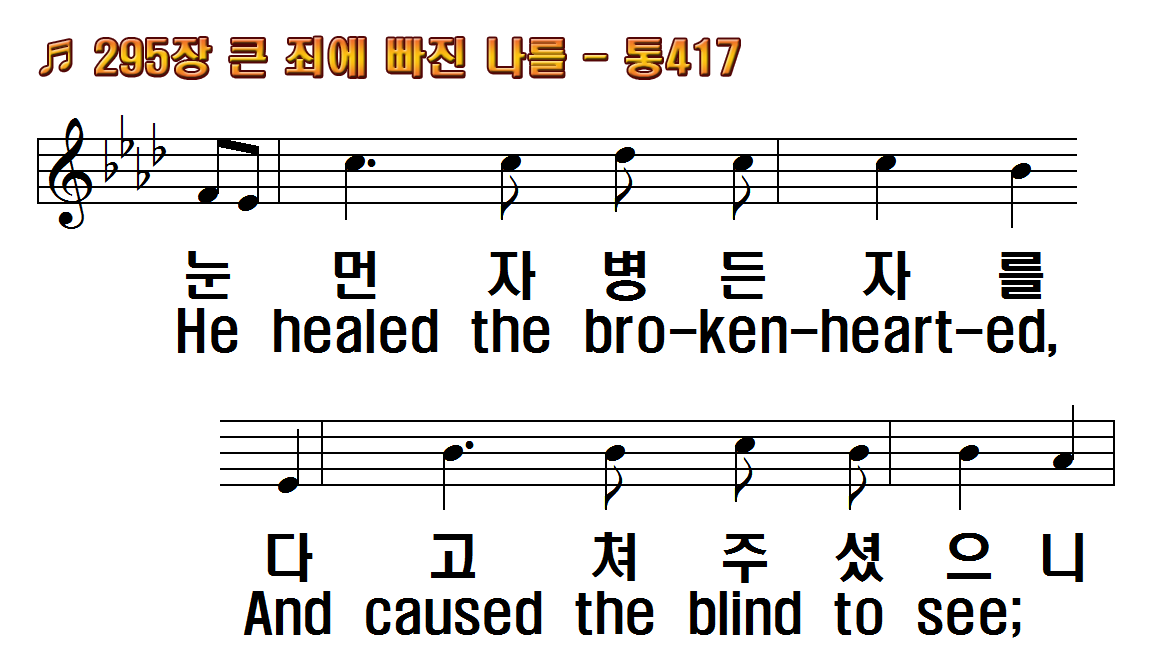 ♬ 295장 큰 죄에 빠진 나를 - 통417
눈 먼 자 병 든 자 를
He healed the bro-ken-heart-ed,
다 고 쳐 주 셨 으 니
And caused the blind to see;